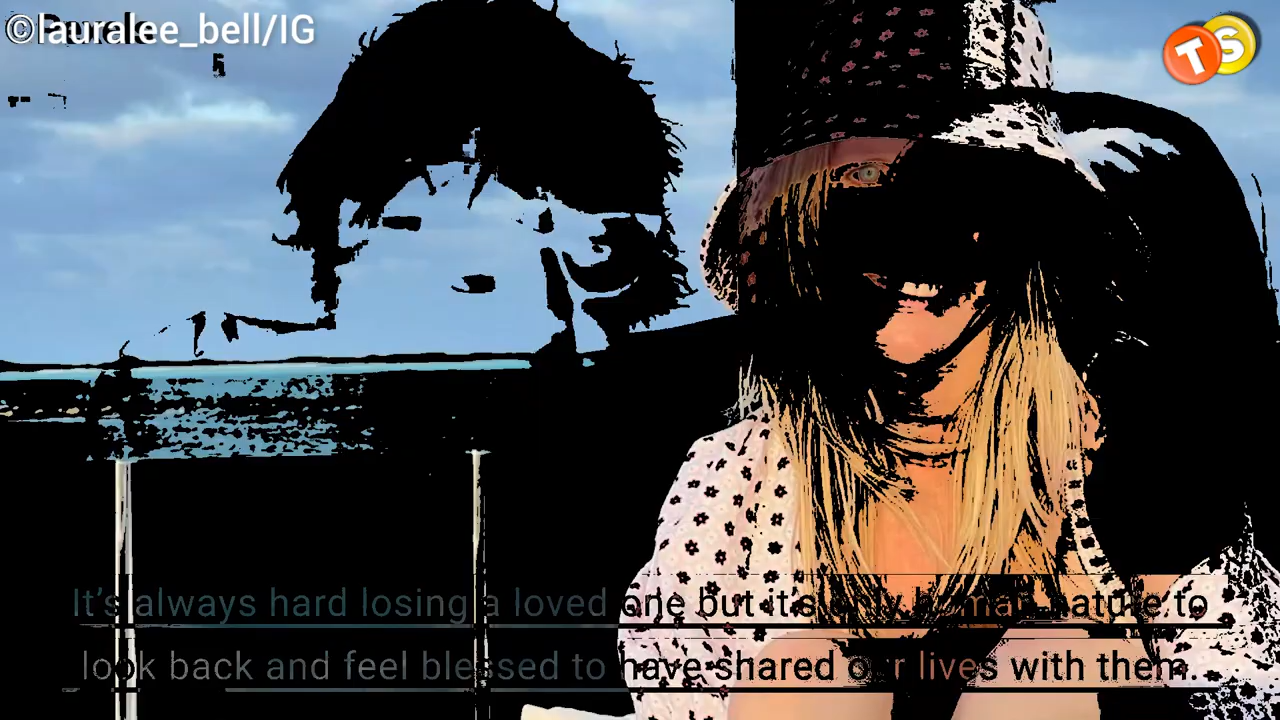 ©lauralee_bell/IG
TS
It's always hard losing a loved one but it's only human nature to
look back and feel blessed to have shared our lives with them.